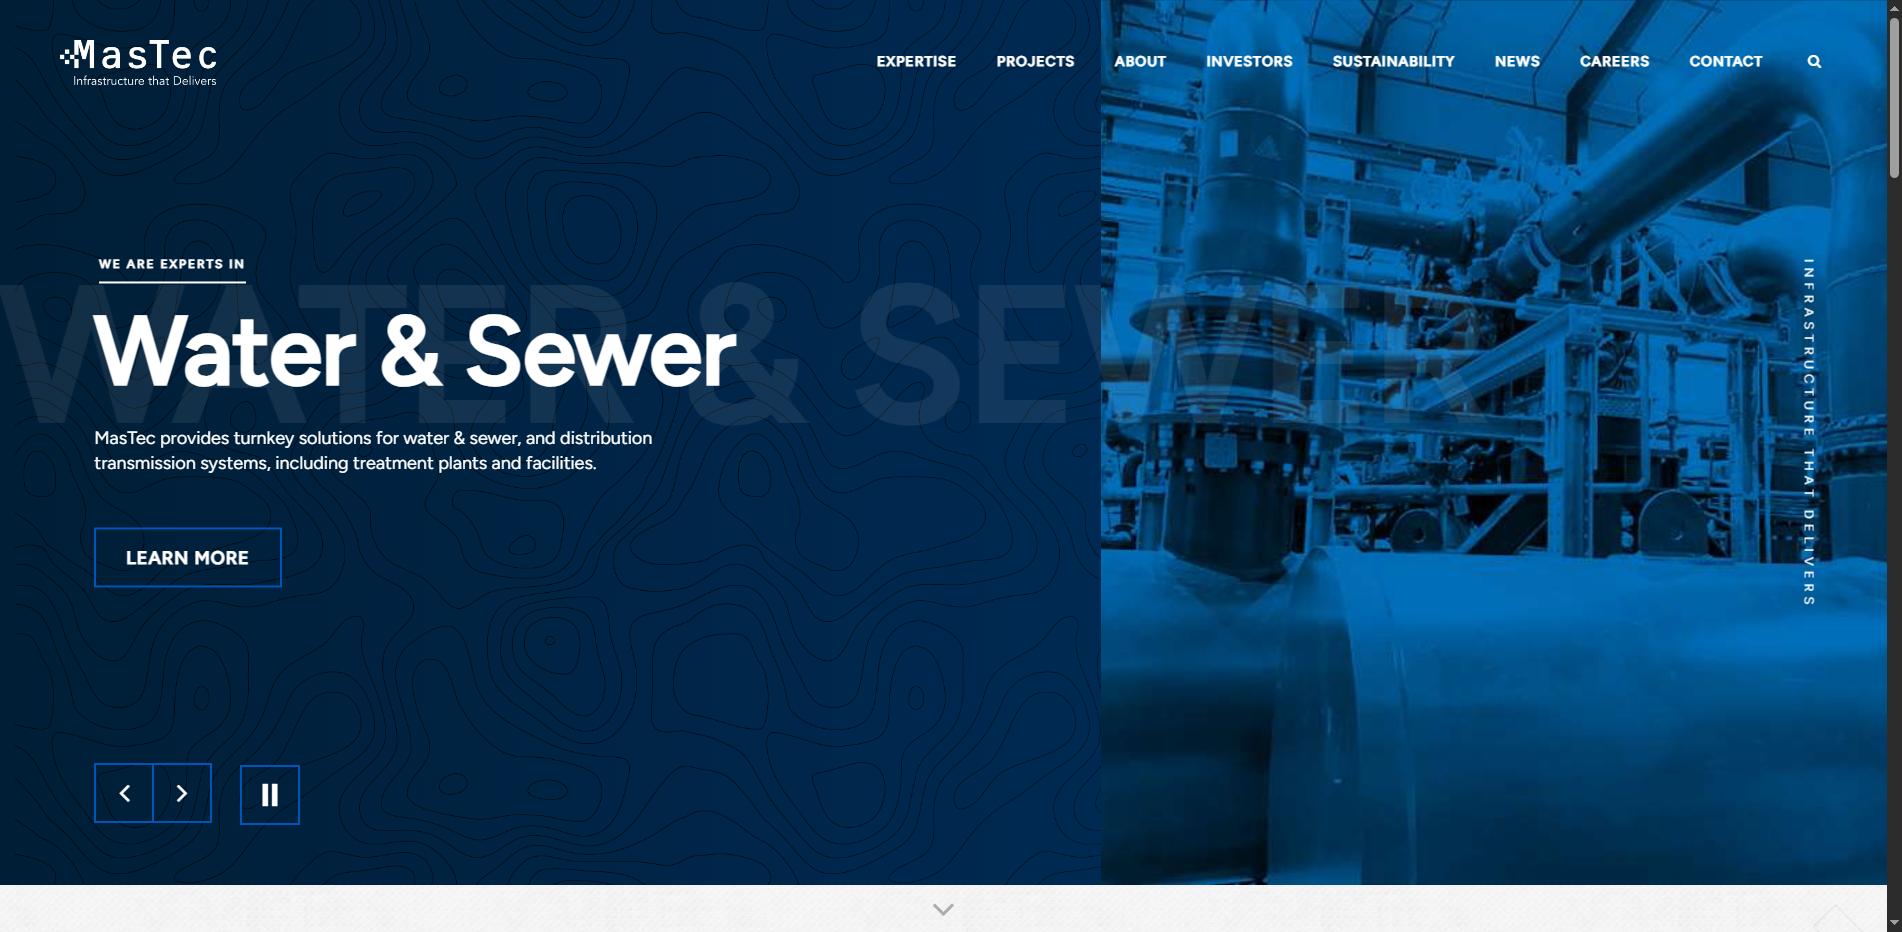 MasTec
Infrastructure that Delivers
EXPERTISE PROJECTS ABOUT INVESTORS SUSTAINABILITY NEWS CAREERS CONTACT
WE ARE EXPERTS IN
WATER & SEWER
Water & Sewer
MasTec provides turnkey solutions for water & sewer, and distribution
transmission systems, including treatment plants and facilities.
LEARN MORE
INFRASTRUCTURE THAT DELIVERS